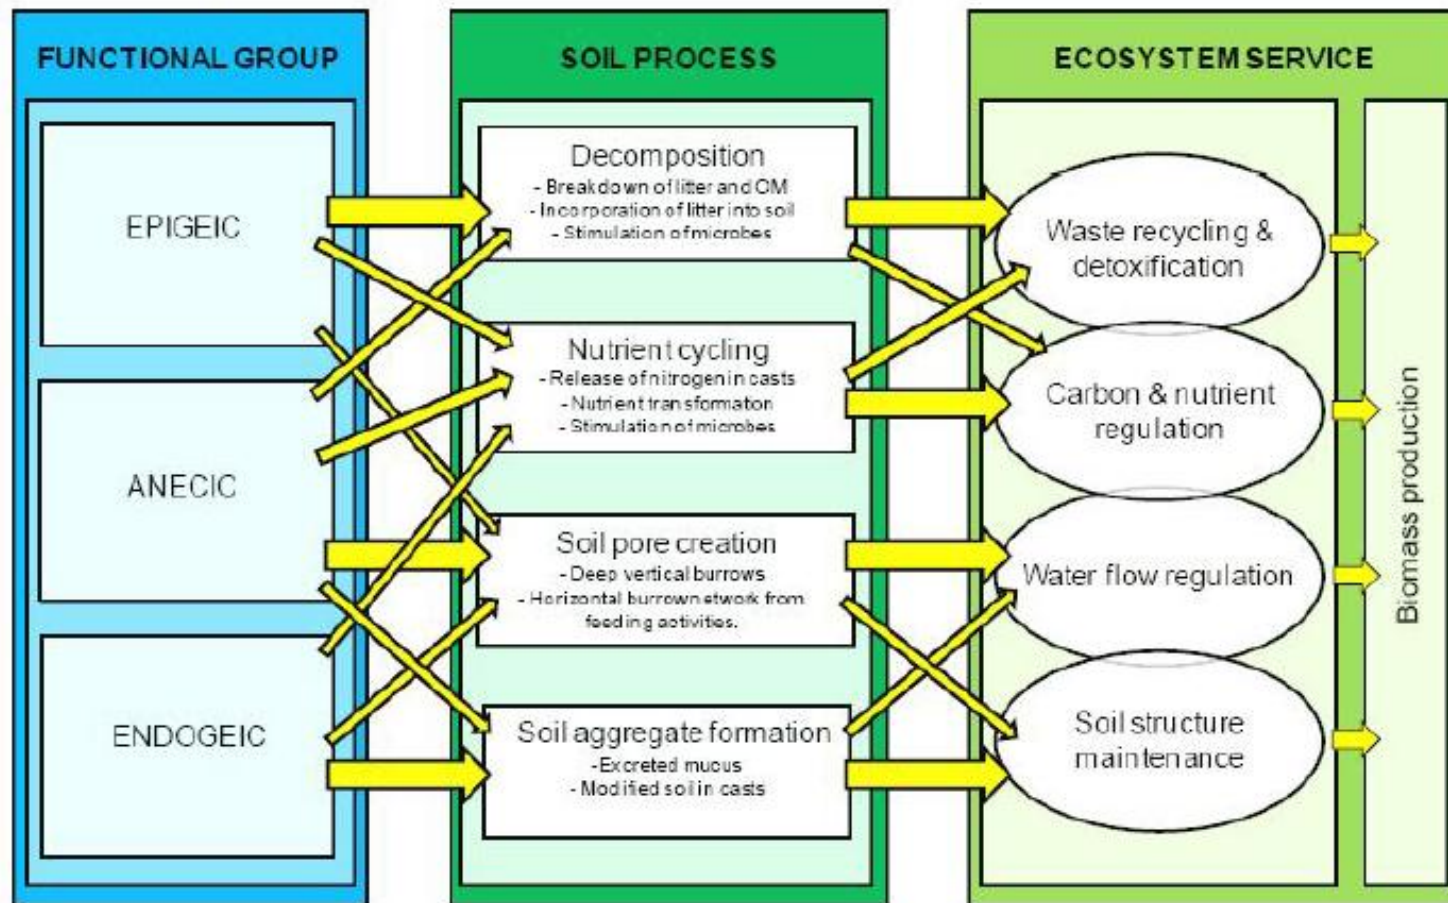 FUNCTIONAL GROUP
EPIGEIC
ANECIC
ENDOGEIC
SOIL PROCESS
Decomposition
- Breakdown of litter and OM
- Incorporation of litter into soil
- Stimulation of microbes
Nutrient cycling
- Release of nitrogen in casts
- Nutrient transformation
- Stimulation of microbes
Soil pore creation
- Deep vertical burrows
- Horizontal burrow network from
feeding activities.
Soil aggregate formation
-Excreted mucus
- Modified soil in casts
ECOSYSTEM SERVICE
Waste recycling &
detoxification
Carbon & nutrient
regulation
Water flow regulation
Soil structure
maintenance
Biomass production